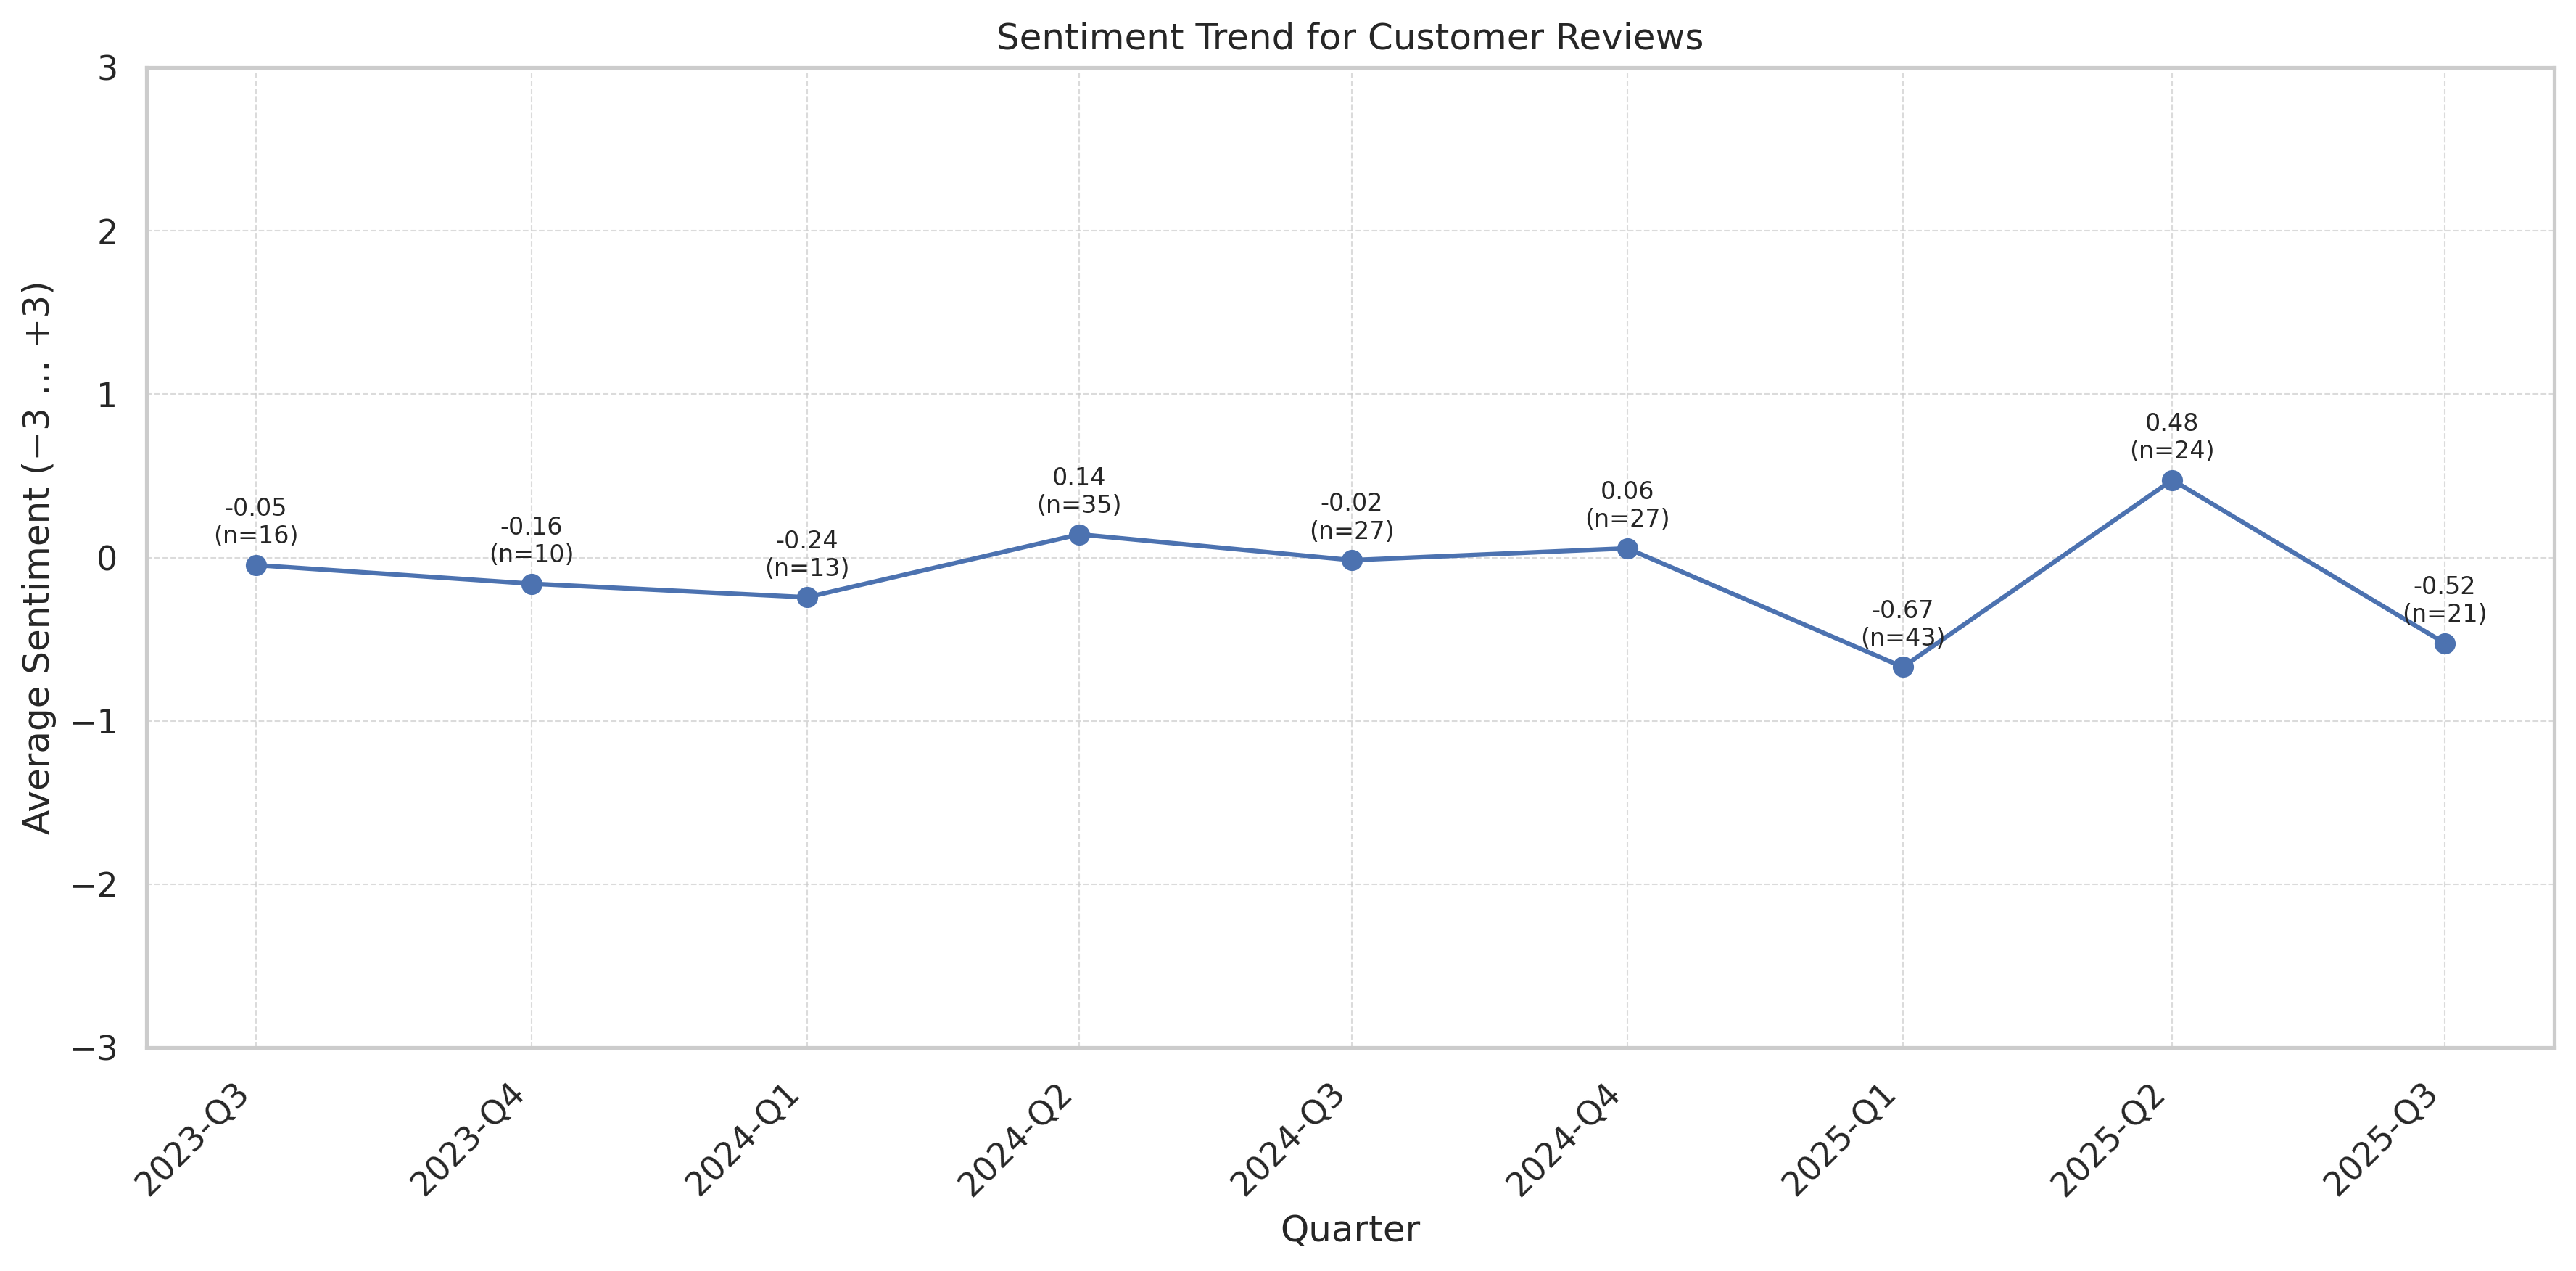 Sentiment Trend for Customer Reviews
Average Sentiment (−3 ... +3)
3
2
1
0
−1
−2
−3
-0.05
(n=16)
-0.16
(n=10)
-0.24
(n=13)
0.14
(n=35)
-0.02
(n=27)
0.06
(n=27)
-0.67
(n=43)
0.48
(n=24)
-0.52
(n=21)
2023-Q3
2023-Q4
2024-Q1
2024-Q2
2024-Q3
2024-Q4
2025-Q1
2025-Q2
2025-Q3
Quarter